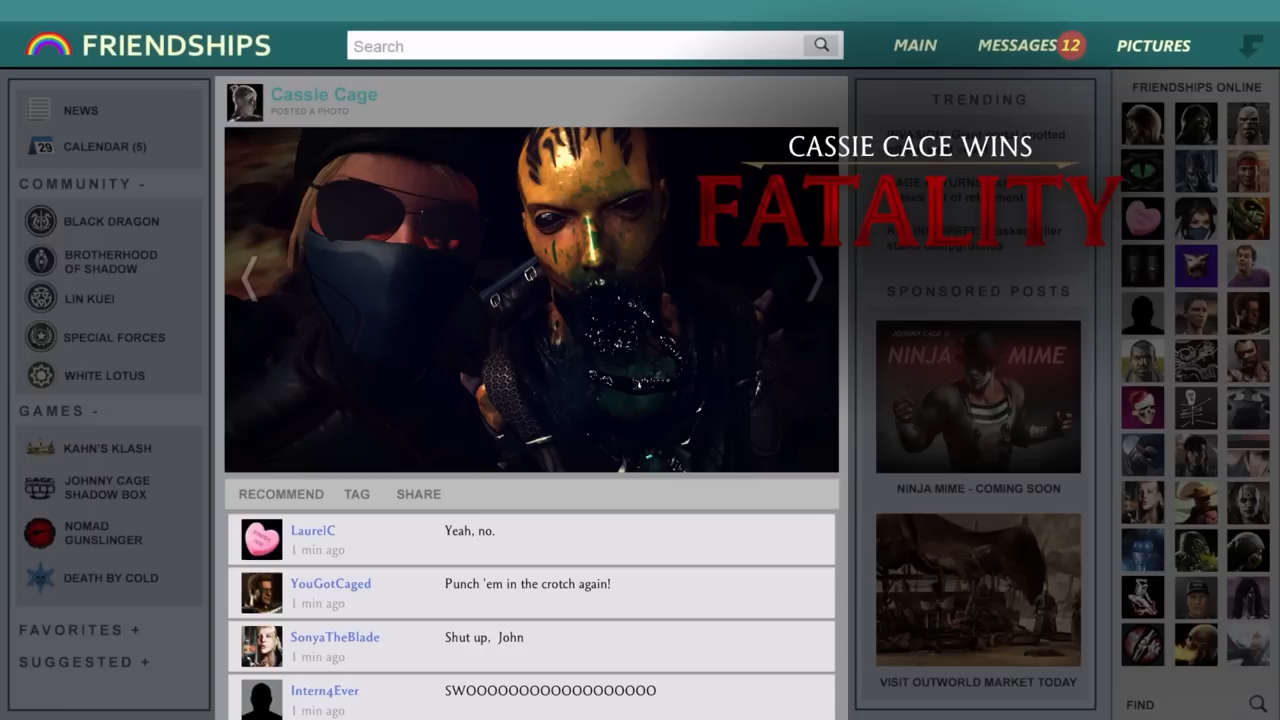 FRIENDSHIPS
Search
MAIN
MESSAGES 12
PICTURES
NEWS
29
CALENDAR (5)
COMMUNITY -
BLACK DRAGON
BROTHERHOOD
OF SHADOW
LIN KUEI
SPECIAL FORCES
WHITE LOTUS
GAMES -
KAHN'S KLASH
JOHNNY CAGE
SHADOW BOX
NOMAD
GUNSLINGER
DEATH BY COLD
FAVORITES +
SUGGESTED +
Cassie Cage
POSTED A PHOTO
CASSIE CAGE WINS
FATALITY
RECOMMEND
TAG
SHARE
LaurelC
Yeah, no.
1 min ago
YouGotCaged
Punch 'em in the crotch again!
1 min ago
SonyaTheBlade
Shut up, John
1 min ago
Intern4Ever
SWOOOOOOOOOOOOOOOOOO
1 min ago
TRENDING
SPONSORED POSTS
NINJA MIME
NINJA MIME - COMING SOON
VISIT OUTWORLD MARKET TODAY
FRIENDSHIPS ONLINE
FIND